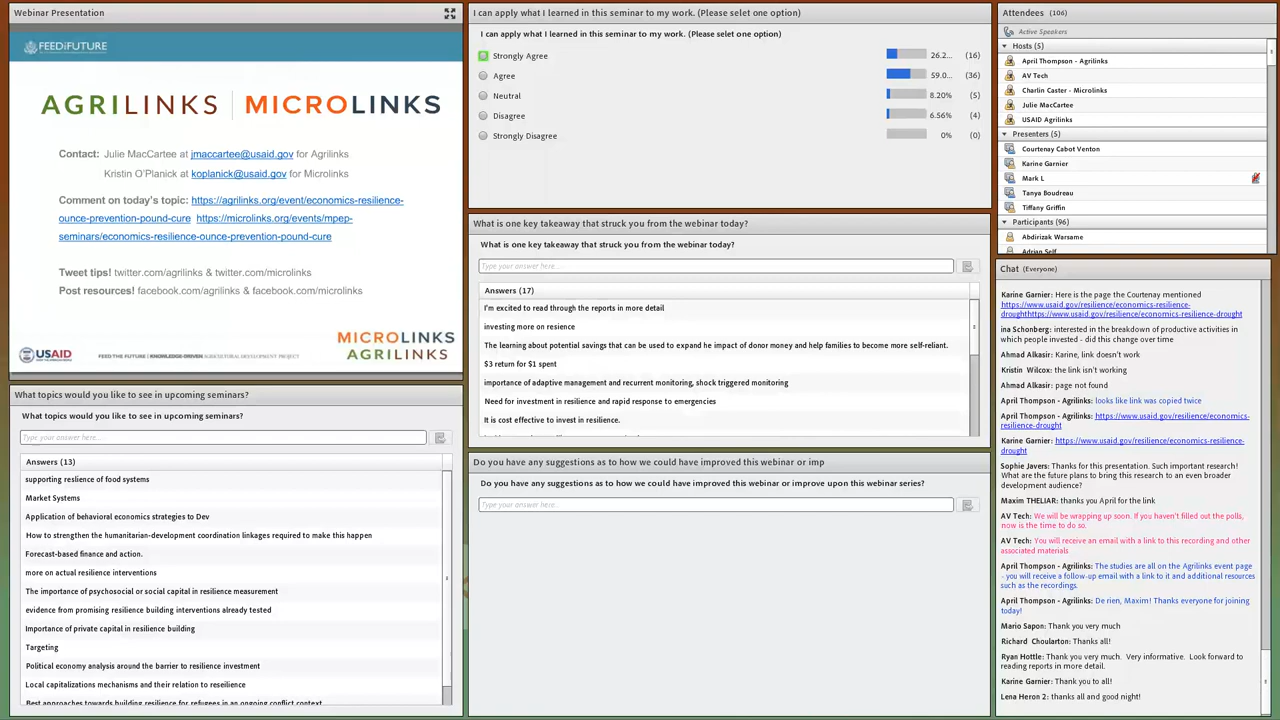 Webinar Presentation
FEEDIFUTURE
AGRILINKS MICROLINKS
Contact: Julie MacCartee at jmaccartee@usaid.gov for Agrilinks
Kristin O'Planick at koplanick@usaid.gov for Microlinks
Comment on today's topic: https://agrilinks.org/event/economics-resilience-
ounce-prevention-pound-cure https://microlinks.org/events/mpep-
seminars/economics-resilience-ounce-prevention-pound-cure
Tweet tips! twitter.com/agrilinks & twitter.com/microlinks
Post resources! facebook.com/agrilinks & facebook.com/microlinks
MICROLINKS
AGRILINKS
USAID
FEED THE FUTURE | KNOWLEDGE-DRIVEN AGRICULTURAL DEVELOPMENT PROJECT
What topics would you like to see in upcoming seminars?
What topics would you like to see in upcoming seminars?
Type your answer here...
Answers (13)
supporting reslience of food systems
Market Systems
Application of behavioral economics strategies to Dev
How to strengthen the humanitarian-development coordination linkages required to make this happen
Forecast-based finance and action.
more on actual resilience interventions
The importance of psychosocial or social capital in resilience measurement
evidence from promising resilience building interventions already tested
Importance of private capital in resilience building
Targeting
Political economy analysis around the barrier to resilience investment
Local capitalizations mechanisms and their relation to reseilience
Best approaches towards building resilience for refugees in an ongoing conflict context
I can apply what I learned in this seminar to my work. (Please selet one option)
I can apply what I learned in this seminar to my work. (Please selet one option)
Strongly Agree 26.2... (16)
Agree 59.0... (36)
Neutral 8.20% (5)
Disagree 6.56% (4)
Strongly Disagree 0% (0)
What is one key takeaway that struck you from the webinar today?
What is one key takeaway that struck you from the webinar today?
Type your answer here...
Answers (17)
I'm excited to read through the reports in more detail
investing more on resience
The learning about potential savings that can be used to expand he impact of donor money and help families to become more self-reliant.
$3 return for $1 spent
importance of adaptive management and recurrent monitoring, shock triggered monitoring
Need for investment in resilience and rapid response to emergencies
It is cost effective to invest in resilience.
Do you have any suggestions as to how we could have improved this webinar or imp
Do you have any suggestions as to how we could have improved this webinar or improve upon this webinar series?
Type your answer here...
Attendees (106)
Active Speakers
Hosts (5)
April Thompson - Agrilinks
AV Tech
Charlin Caster - Microlinks
Julie MacCartee
USAID Agrilinks
Presenters (5)
Courtenay Cabot Venton
Karine Garnier
Mark L
Tanya Boudreau
Tiffany Griffin
Participants (96)
Abdirizak Warsame
Adrian Self
Chat (Everyone)
Karine Garnier: Here is the page the Courtenay mentioned
https://www.usaid.gov/resilience/economics-resilience-
droughthttps://www.usaid.gov/resilience/economics-resilience-drought
ina Schonberg: interested in the breakdown of productive activities in
which people invested - did this change over time
Ahmad Alkasir: Karine, link doesn't work
Kristin Wilcox: the link isn't working
Ahmad Alkasir: page not found
April Thompson - Agrilinks: looks like link was copied twice
April Thompson - Agrilinks: https://www.usaid.gov/resilience/economics-
resilience-drought
Karine Garnier: https://www.usaid.gov/resilience/economics-resilience-
drought
Sophie Javers: Thanks for this presentation. Such important research!
What are the future plans to bring this research to an even broader
development audience?
Maxim THELIAR: thanks you April for the link
AV Tech: We will be wrapping up soon. If you haven't filled out the polls,
now is the time to do so.
AV Tech: You will receive an email with a link to this recording and other
associated materials
April Thompson - Agrilinks: The studies are all on the Agrilinks event page
- you will receive a follow-up email with a link to it and additional resources
such as the recordings.
April Thompson - Agrilinks: De rien, Maxim! Thanks everyone for joining
today!
Mario Sapon: Thank you very much
Richard Choularton: Thanks all!
Ryan Hottle: Thank you very much. Very informative. Look forward to
reading reports in more detail.
Karine Garnier: Thank you to all!
Lena Heron 2: thanks all and good night!